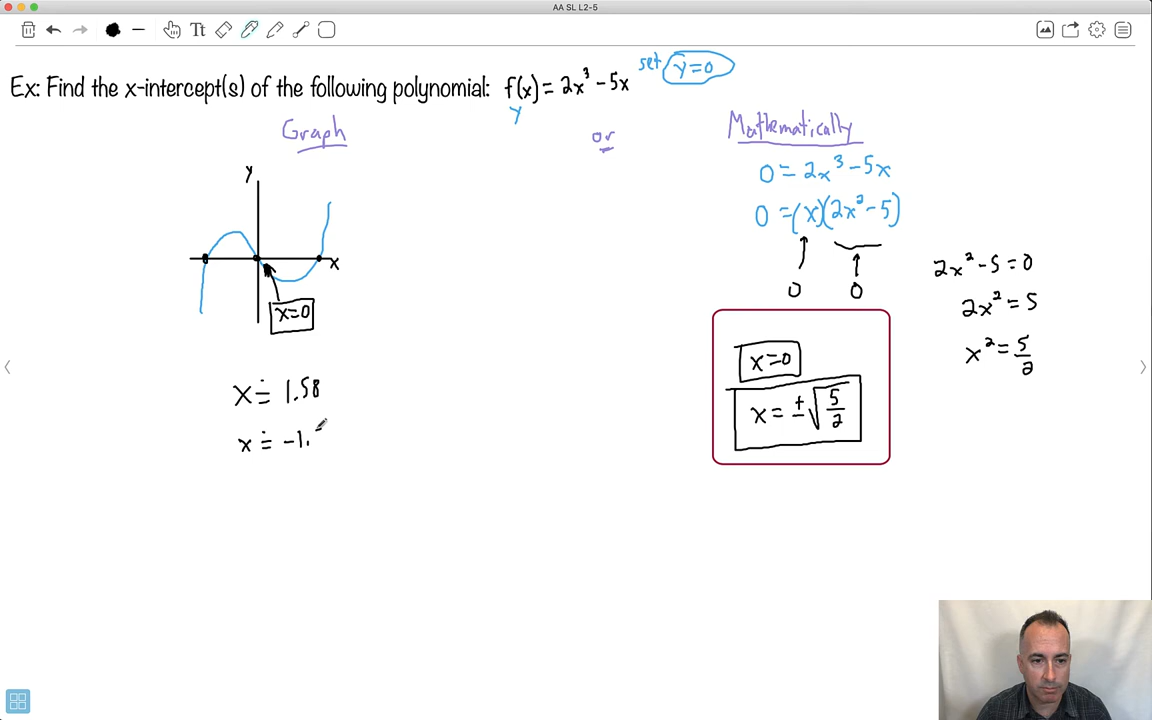 AA SL L2-5
Tt
Ex: Find the x-intercept(s) of the following polynomial: f(x) = 2x³ - 5x set y=0
y
Graph
or
Mathematically
y
x
x=0
x ≐ 1.58
x ≐ -1.
0 = 2x³ - 5x
0 = (x)(2x² - 5)
0 0
x=0
x = ±√(5/2)
2x² - 5 = 0
2x² = 5
x² = 5/2